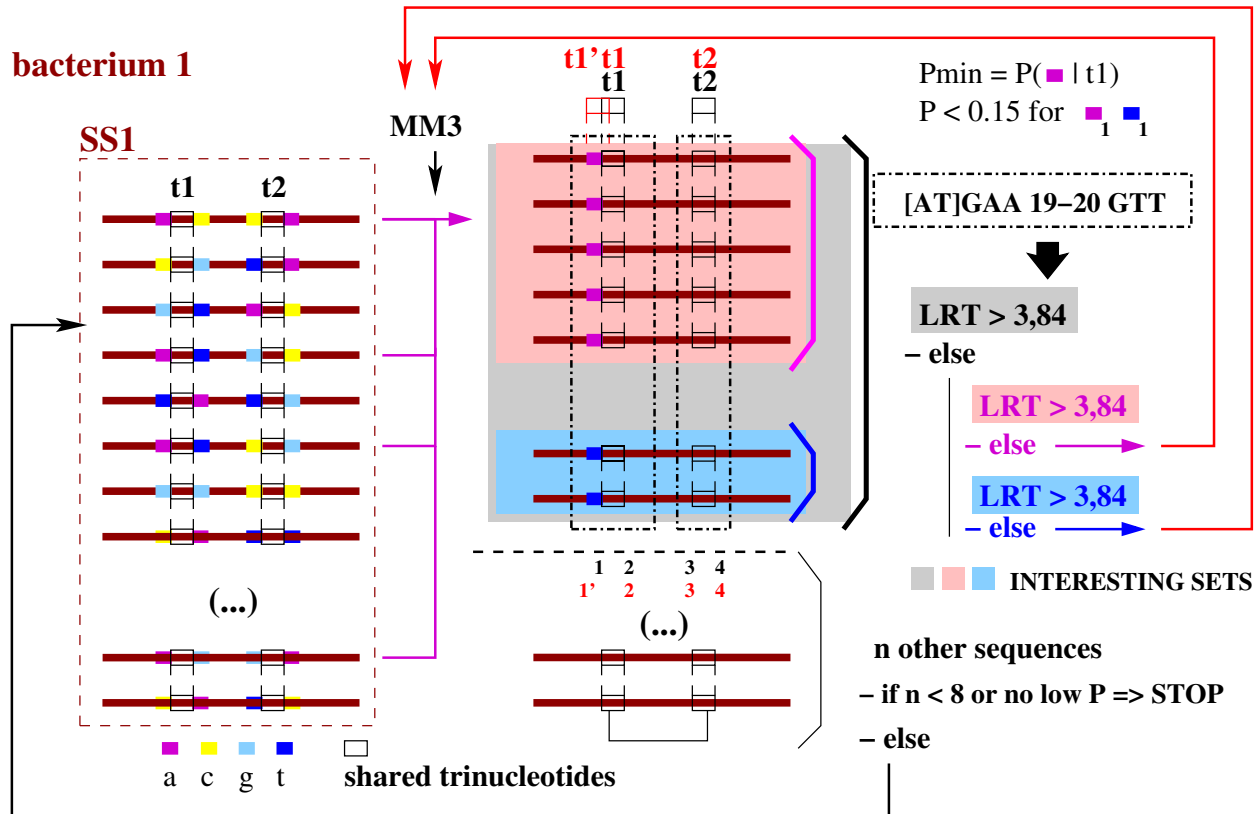 bacterium 1
SS1
t1 t2
MM3
t1’ t1 t2
t1 t2
Pmin = P( | t1)
P < 0.15 for 1 1
[AT]GAA 19–20 GTT
LRT > 3,84
– else
LRT > 3,84
– else
LRT > 3,84
– else
INTERESTING SETS
1 2 3 4
1’ 2 3 4
(...)
(...)
n other sequences
– if n < 8 or no low P => STOP
– else
a c g t
shared trinucleotides